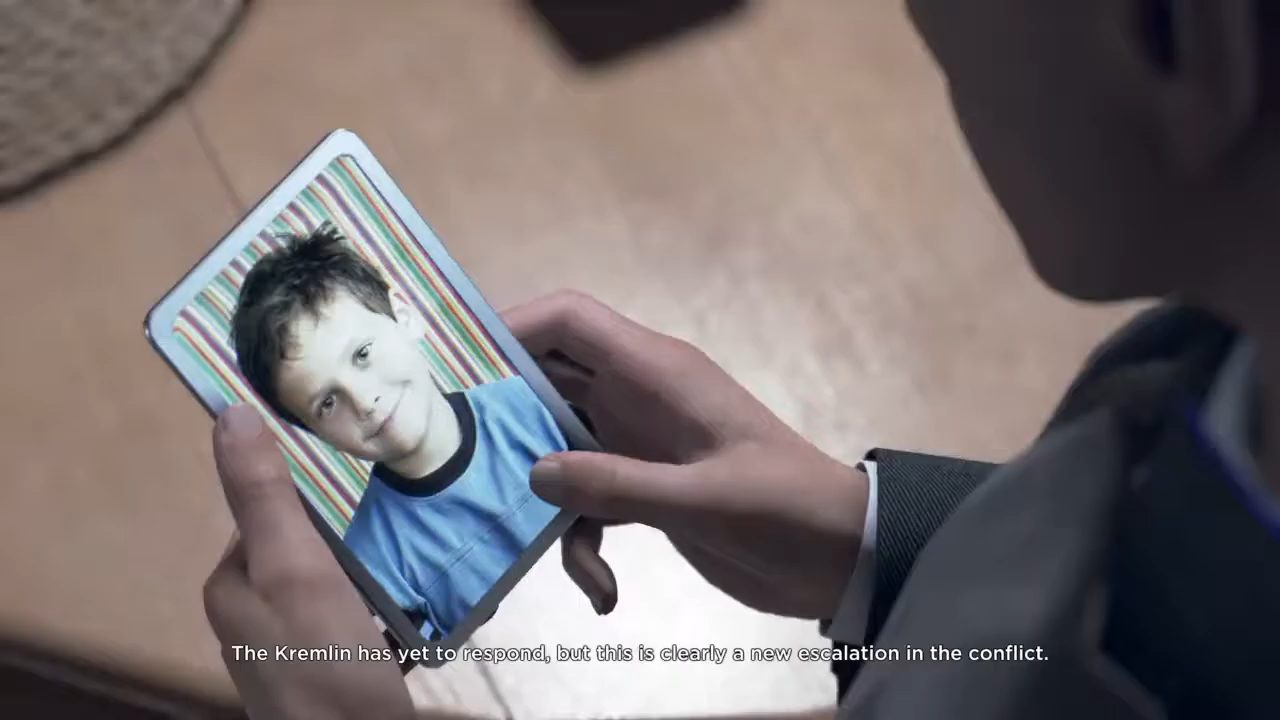 The Kremlin has yet to respond, but this is clearly a new escalation in the conflict.